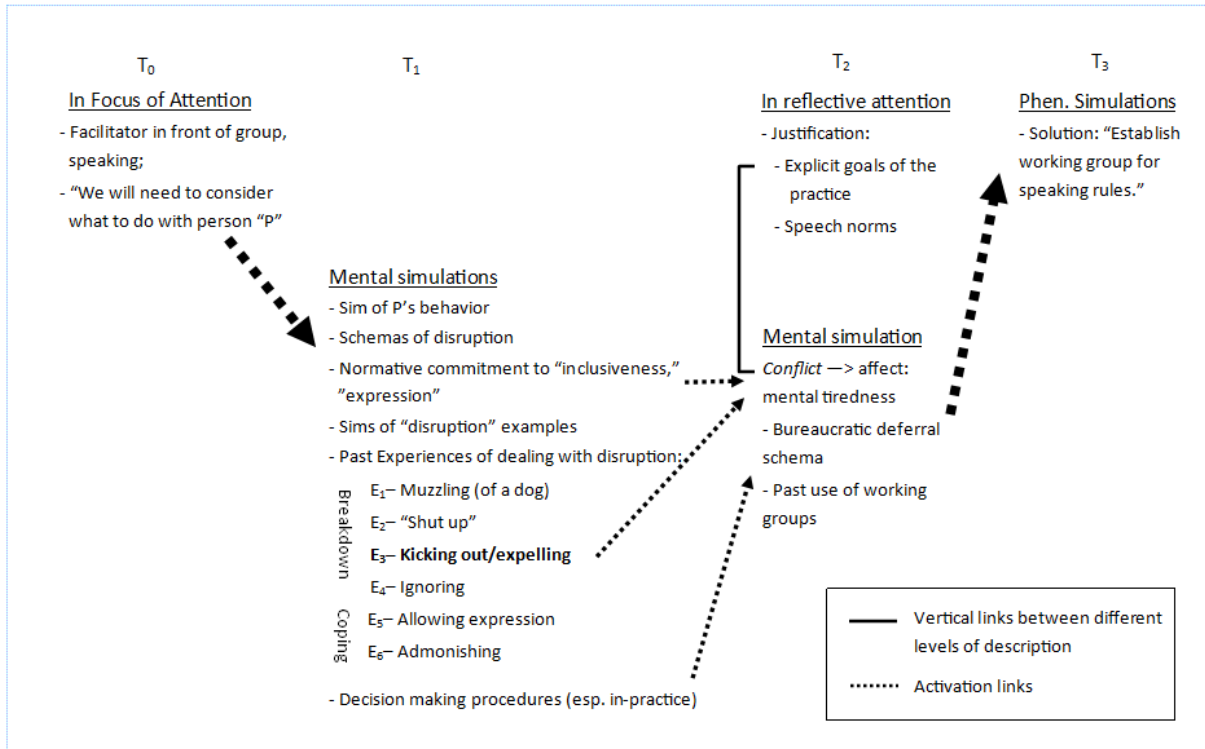 T0
In Focus of Attention
- Facilitator in front of group,
speaking;
- “We will need to consider
what to do with person “P”
T1
Mental simulations
- Sim of P’s behavior
- Schemas of disruption
- Normative commitment to “inclusiveness,”
”expression”
- Sims of “disruption” examples
- Past Experiences of dealing with disruption:
Breakdown
E1– Muzzling (of a dog)
E2– “Shut up”
E3– Kicking out/expelling
E4– Ignoring
Coping
E5– Allowing expression
E6– Admonishing
- Decision making procedures (esp. in-practice)
T2
In reflective attention
- Justification:
- Explicit goals of the
practice
- Speech norms
Mental simulation
Conflict —> affect:
mental tiredness
- Bureaucratic deferral
schema
- Past use of working
groups
T3
Phen. Simulations
- Solution: “Establish
working group for
speaking rules.”
Vertical links between different
levels of description
Activation links